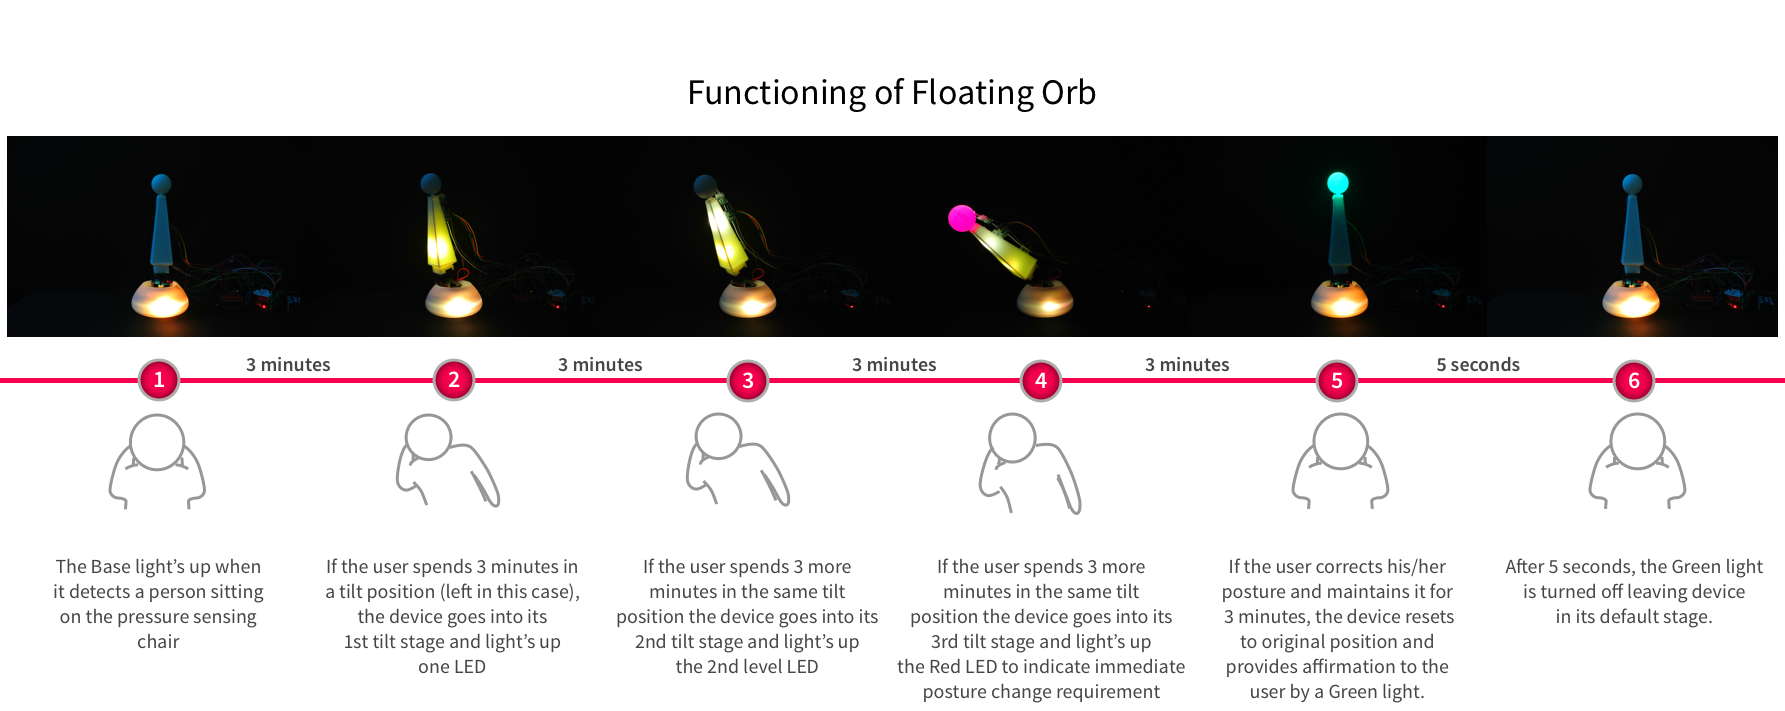 Functioning of Floating Orb
3 minutes
3 minutes
3 minutes
3 minutes
5 seconds
1
2
3
4
5
6
The Base light’s up when
it detects a person sitting
on the pressure sensing
chair
If the user spends 3 minutes in
a tilt position (left in this case),
the device goes into its
1st tilt stage and light’s up
one LED
If the user spends 3 more
minutes in the same tilt
position the device goes into its
2nd tilt stage and light’s up
the 2nd level LED
If the user spends 3 more
minutes in the same tilt
position the device goes into its
3rd tilt stage and light’s up
the Red LED to indicate immediate
posture change requirement
If the user corrects his/her
posture and maintains it for
3 minutes, the device resets
to original position and
provides affirmation to the
user by a Green light.
After 5 seconds, the Green light
is turned off leaving device
in its default stage.